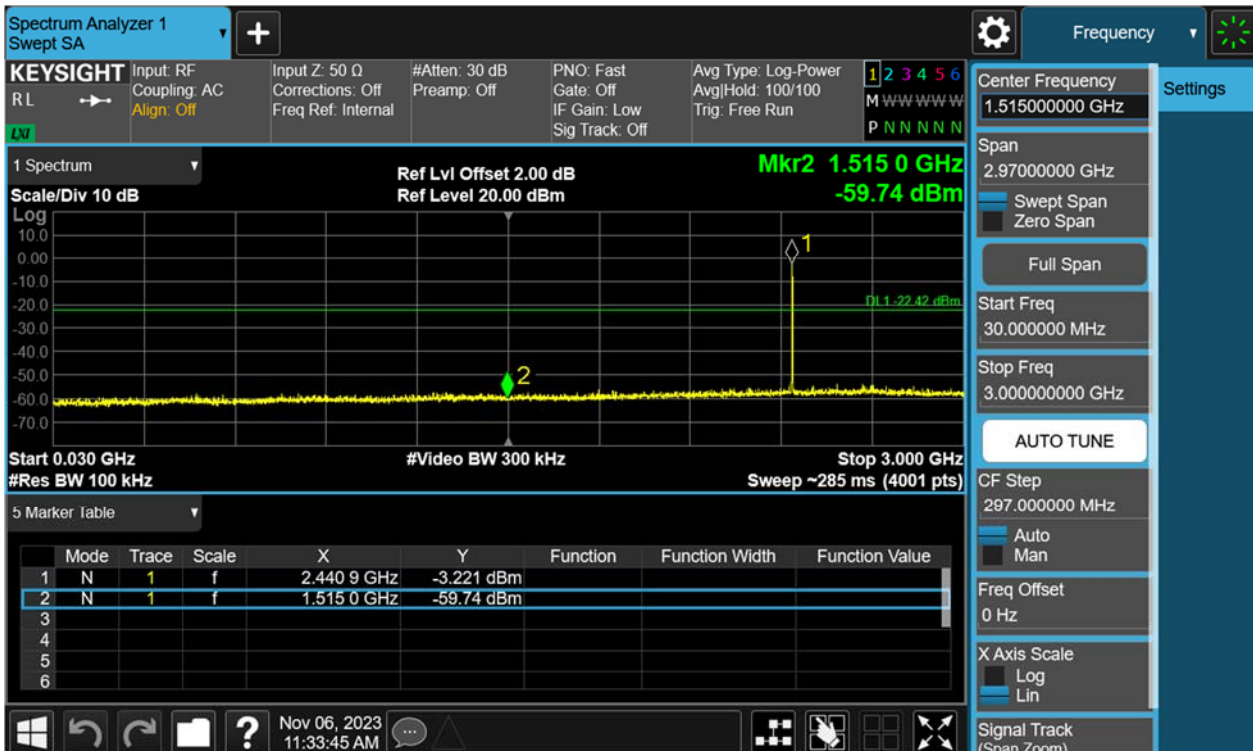 Spectrum Analyzer 1
Swept SA
+
Frequency
KEYSIGHT
RL
LXI
Input: RF
Coupling: AC
Align: Off
Input Z: 50 Ω
Corrections: Off
Freq Ref: Internal
#Atten: 30 dB
Preamp: Off
PNO: Fast
Gate: Off
IF Gain: Low
Sig Track: Off
Avg Type: Log-Power
Avg|Hold: 100/100
Trig: Free Run
1 2 3 4 5 6
M W W W W W
P N N N N N
Center Frequency
1.515000000 GHz
Settings
Span
2.97000000 GHz
Swept Span
Zero Span
Full Span
Start Freq
30.000000 MHz
Stop Freq
3.000000000 GHz
AUTO TUNE
CF Step
297.000000 MHz
Auto
Man
Freq Offset
0 Hz
X Axis Scale
Log
Lin
Signal Track
(Span Zoom)
1 Spectrum
Scale/Div 10 dB
Ref Lvl Offset 2.00 dB
Ref Level 20.00 dBm
Mkr2 1.515 0 GHz
-59.74 dBm
Log
10.0
0.00
-10.0
-20.0
-30.0
-40.0
-50.0
-60.0
-70.0
1
DL1 -22.42 dBm
2
Start 0.030 GHz
#Video BW 300 kHz
Stop 3.000 GHz
#Res BW 100 kHz
Sweep ~285 ms (4001 pts)
5 Marker Table
Mode Trace Scale X Y Function Function Width Function Value
1 N 1 f 2.440 9 GHz -3.221 dBm
2 N 1 f 1.515 0 GHz -59.74 dBm
3
4
5
6
?
Nov 06, 2023
11:33:45 AM